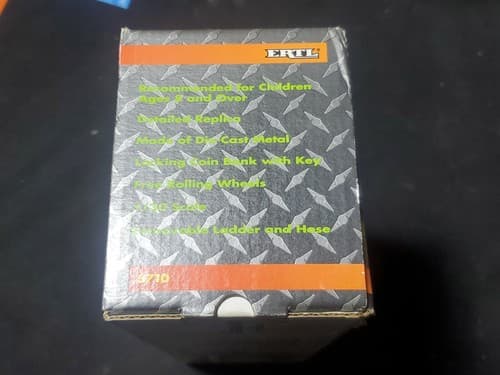 ERTL
Recommended for Children
Ages 8 and Over
Detailed Replica
Made of Die Cast Metal
Locking Coin Bank with Key
Free Rolling Wheels
Scale
Ladder and Hose